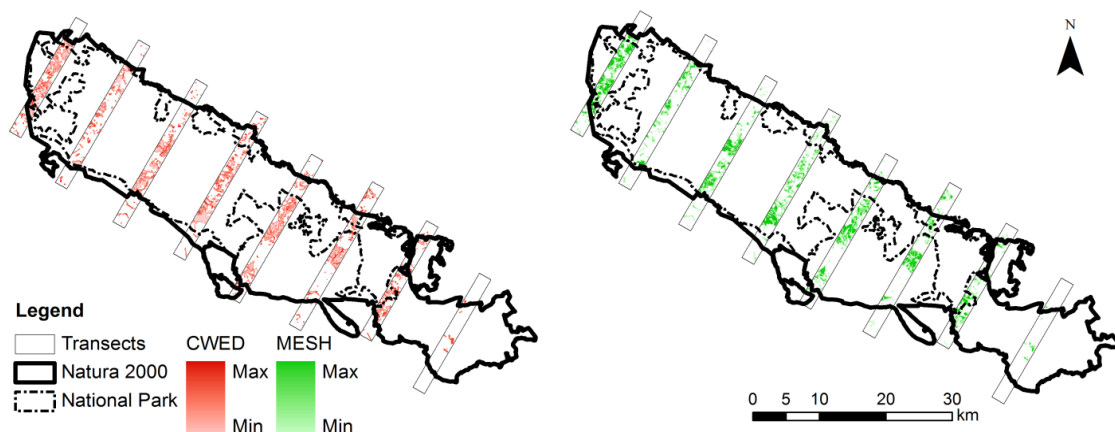 N
Legend
Transects
Natura 2000
National Park
CWED
Max
Min
MESH
Max
Min
0 5 10 20 30
km